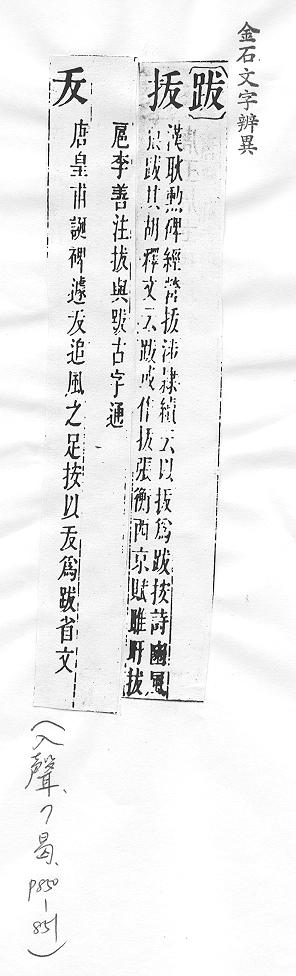 金石文字辨異
〔跋〕
拔 漢耿勳碑經營拔涉隸續云以拔爲跋按詩豳風
狼跋其胡釋文云跋或作拔張衡西京賦睢盱拔
扈李善注拔與跋古字通
犮 唐皇甫誕碑遽犮追風之足按以犮爲跋省文
(入聲、7曷、p850-851)